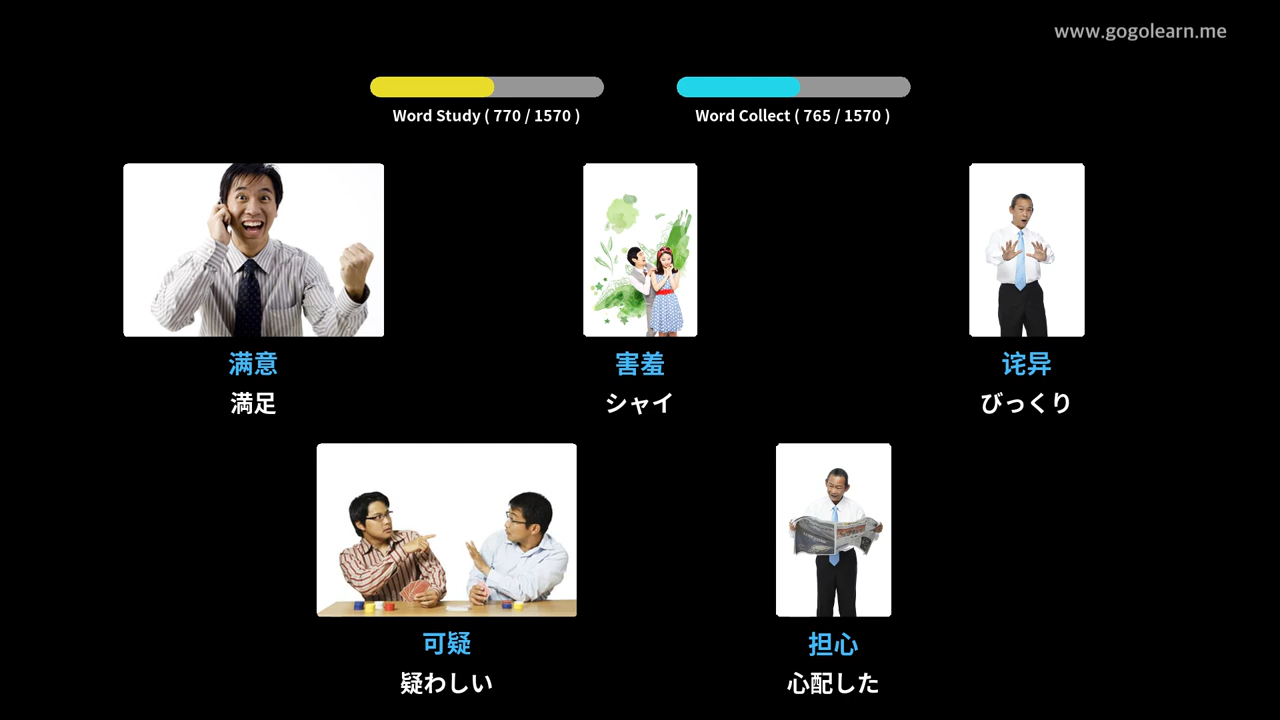 www.gogolearn.me
Word Study ( 770 / 1570 )
Word Collect ( 765 / 1570 )
满意
満足
害羞
シャイ
诧异
びっくり
可疑
疑わしい
担心
心配した